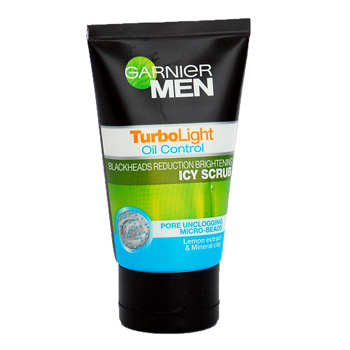 GARNIER
MEN
TurboLight
Oil Control
BLACKHEADS REDUCTION BRIGHTENING
ICY SCRUB
PORE UNCLOGGING
MICRO-BEADS
Lemon extract
& Mineral clay